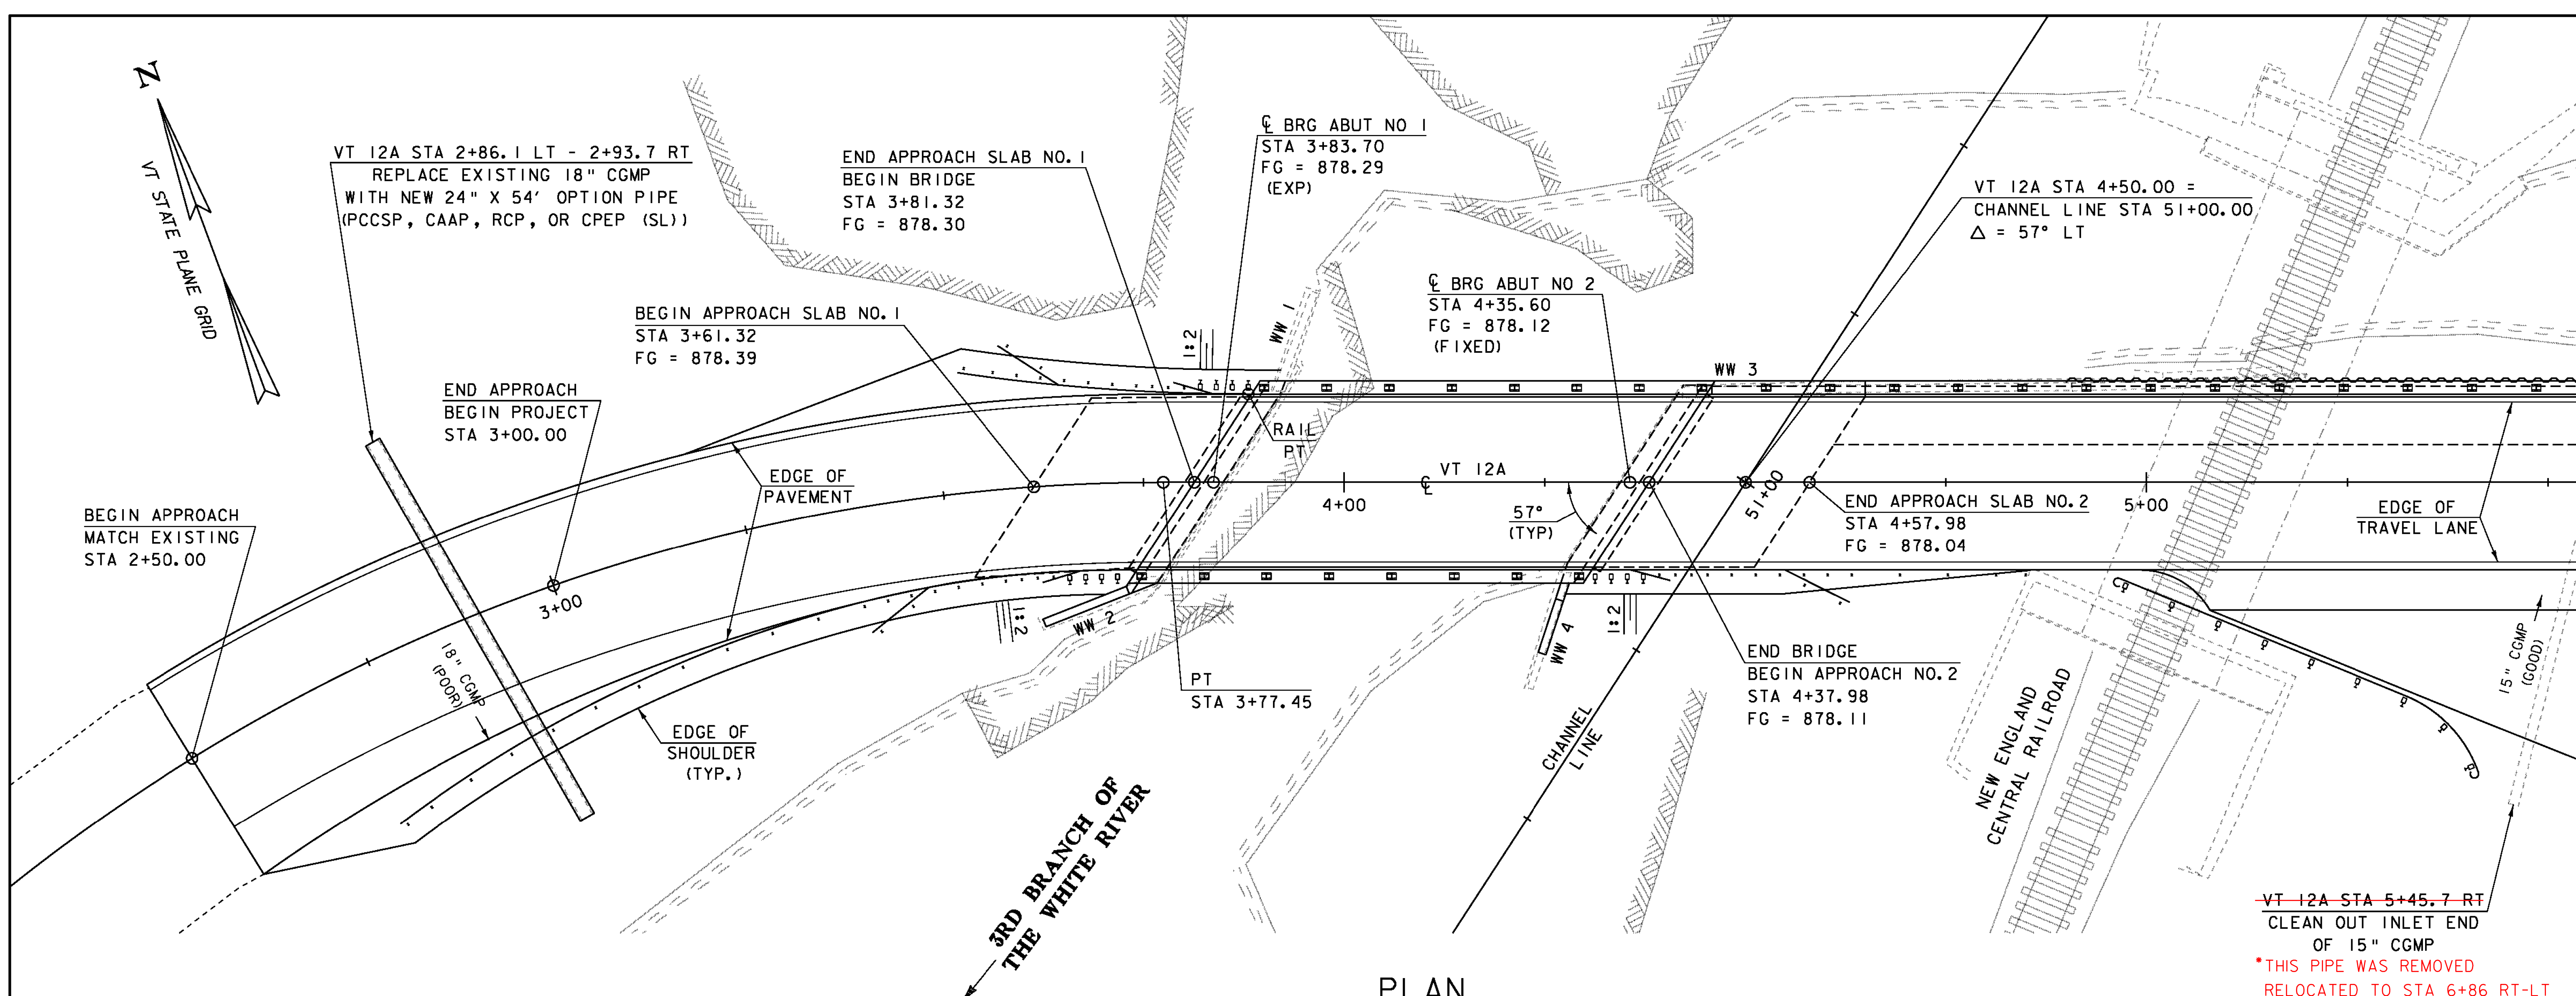 N
VT STATE PLANE GRID
VT 12A STA 2+86.1 LT - 2+93.7 RT
REPLACE EXISTING 18" CGMP
WITH NEW 24" X 54' OPTION PIPE
(PCCSP, CAAP, RCP, OR CPEP (SL))
END APPROACH SLAB NO.1
BEGIN BRIDGE
STA 3+81.32
FG = 878.30
℄ BRG ABUT NO 1
STA 3+83.70
FG = 878.29
(EXP)
VT 12A STA 4+50.00 =
CHANNEL LINE STA 51+00.00
△ = 57° LT
BEGIN APPROACH SLAB NO.1
STA 3+61.32
FG = 878.39
℄ BRG ABUT NO 2
STA 4+35.60
FG = 878.12
(FIXED)
END APPROACH
BEGIN PROJECT
STA 3+00.00
1:2
WW 1
WW 3
RAIL
PT
EDGE OF
PAVEMENT
BEGIN APPROACH
MATCH EXISTING
STA 2+50.00
3+00
4+00
℄
VT 12A
57°
(TYP)
51+00
END APPROACH SLAB NO.2
STA 4+57.98
FG = 878.04
5+00
EDGE OF
TRAVEL LANE
18" CGMP
(POOR)
1:2
WW 2
WW 4
1:2
PT
STA 3+77.45
END BRIDGE
BEGIN APPROACH NO.2
STA 4+37.98
FG = 878.11
EDGE OF
SHOULDER
(TYP.)
CHANNEL
LINE
NEW ENGLAND
CENTRAL RAILROAD
15" CGMP
(GOOD)
3RD BRANCH OF
THE WHITE RIVER
VT 12A STA 5+45.7 RT
CLEAN OUT INLET END
OF 15" CGMP
*THIS PIPE WAS REMOVED
RELOCATED TO STA 6+86 RT-LT
PLAN